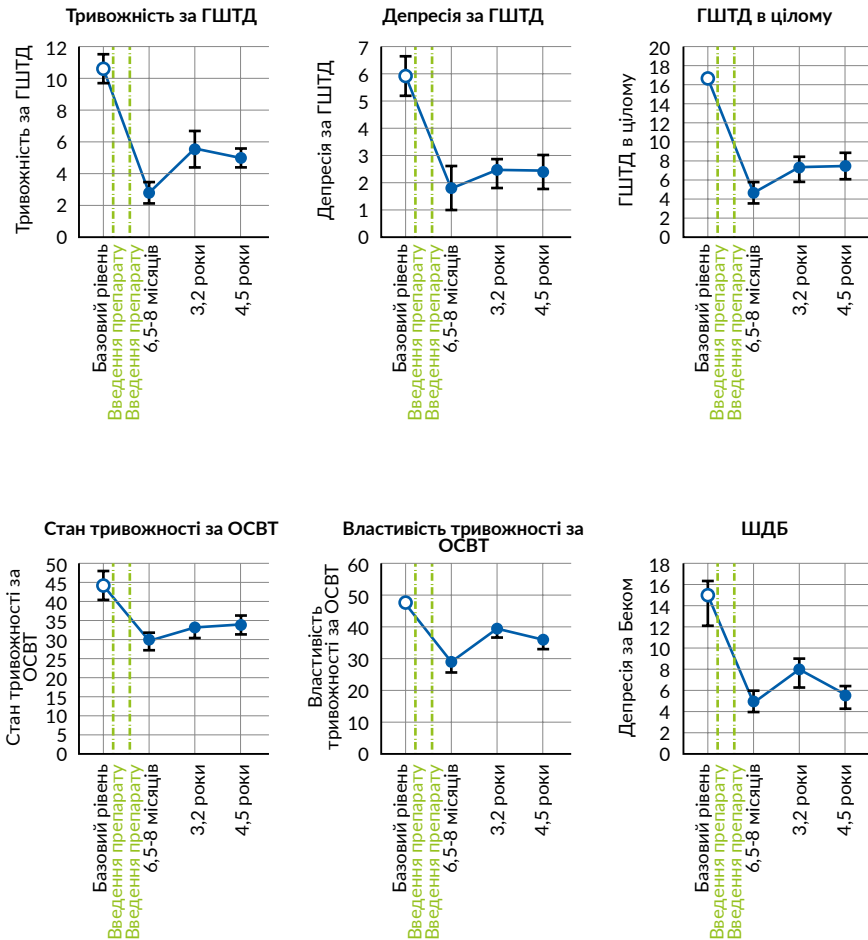 Тривожність за ГШТД
Тривожність за ГШТД
12
10
8
6
4
2
0
Базовий рівень
Введення препарату
Введення препарату
6,5-8 місяців
3,2 роки
4,5 роки
Депресія за ГШТД
Депресія за ГШТД
7
6
5
4
3
2
1
0
Базовий рівень
Введення препарату
Введення препарату
6,5-8 місяців
3,2 роки
4,5 роки
ГШТД в цілому
ГШТД в цілому
20
18
16
14
12
10
8
6
4
2
0
Базовий рівень
Введення препарату
Введення препарату
6,5-8 місяців
3,2 роки
4,5 роки
Стан тривожності за ОСВТ
Стан тривожності за
ОСВТ
50
45
40
35
30
25
20
15
10
5
0
Базовий рівень
Введення препарату
Введення препарату
6,5-8 місяців
3,2 роки
4,5 роки
Властивість тривожності за
ОСВТ
Властивість
тривожності за ОСВТ
60
50
40
30
20
10
0
Базовий рівень
Введення препарату
Введення препарату
6,5-8 місяців
3,2 роки
4,5 роки
ШДБ
Депресія за Беком
18
16
14
12
10
8
6
4
2
0
Базовий рівень
Введення препарату
Введення препарату
6,5-8 місяців
3,2 роки
4,5 роки